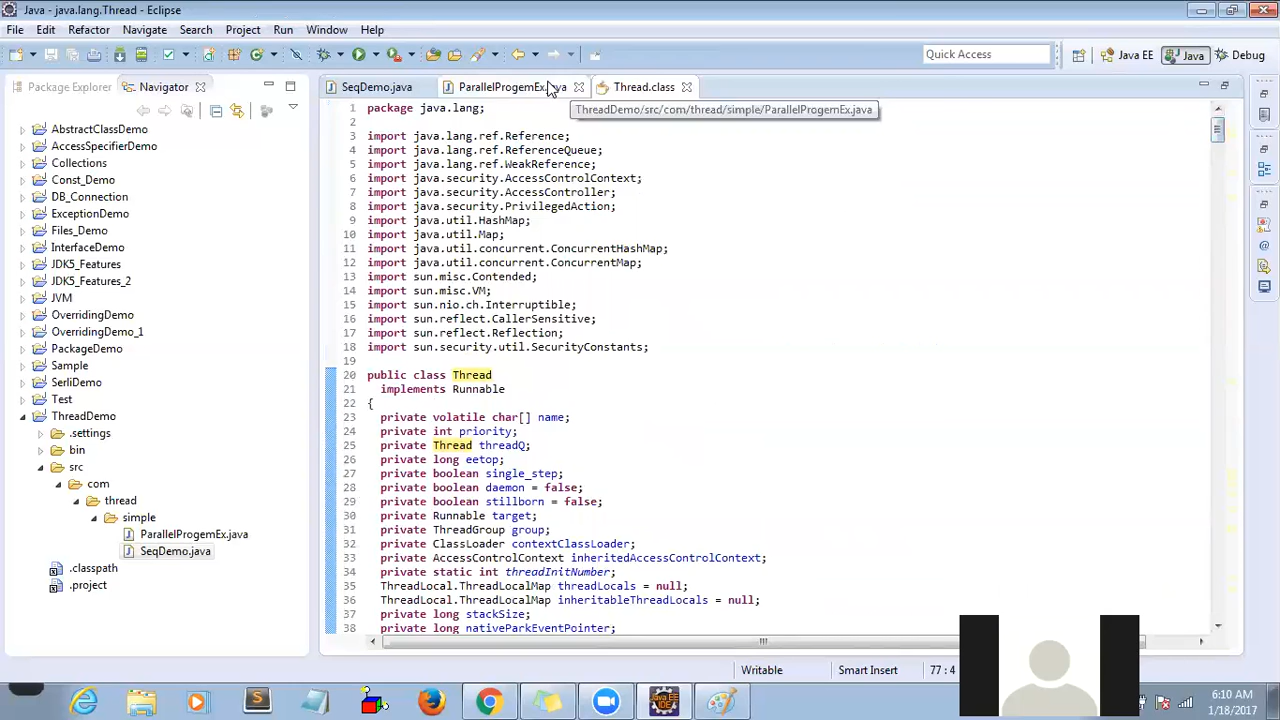 Java - java.lang.Thread - Eclipse
File Edit Refactor Navigate Search Project Run Window Help
Quick Access
Java EE
Java
Debug
Package Explorer
Navigator
SeqDemo.java
ParallelProgemEx.
Thread.class
ThreadDemo/src/com/thread/simple/ParallelProgemEx.java
AbstractClassDemo
AccessSpecifierDemo
Collections
Const_Demo
DB_Connection
ExceptionDemo
Files_Demo
InterfaceDemo
JDK5_Features
JDK5_Features_2
JVM
OverridingDemo
OverridingDemo_1
PackageDemo
Sample
SerliDemo
Test
ThreadDemo
.settings
bin
src
com
thread
simple
ParallelProgemEx.java
SeqDemo.java
.classpath
.project
1 package java.lang;
2
3 import java.lang.ref.Reference;
4 import java.lang.ref.ReferenceQueue;
5 import java.lang.ref.WeakReference;
6 import java.security.AccessControlContext;
7 import java.security.AccessController;
8 import java.security.PrivilegedAction;
9 import java.util.HashMap;
10 import java.util.Map;
11 import java.util.concurrent.ConcurrentHashMap;
12 import java.util.concurrent.ConcurrentMap;
13 import sun.misc.Contended;
14 import sun.misc.VM;
15 import sun.nio.ch.Interruptible;
16 import sun.reflect.CallerSensitive;
17 import sun.reflect.Reflection;
18 import sun.security.util.SecurityConstants;
19
20 public class Thread
21 implements Runnable
22 {
23 private volatile char[] name;
24 private int priority;
25 private Thread threadQ;
26 private long eetop;
27 private boolean single_step;
28 private boolean daemon = false;
29 private boolean stillborn = false;
30 private Runnable target;
31 private ThreadGroup group;
32 private ClassLoader contextClassLoader;
33 private AccessControlContext inheritedAccessControlContext;
34 private static int threadInitNumber;
35 ThreadLocal.ThreadLocalMap threadLocals = null;
36 ThreadLocal.ThreadLocalMap inheritableThreadLocals = null;
37 private long stackSize;
38 private long nativeParkEventPointer;
Writable
Smart Insert
77 : 4
Java EE
IDE
6:10 AM
1/18/2017